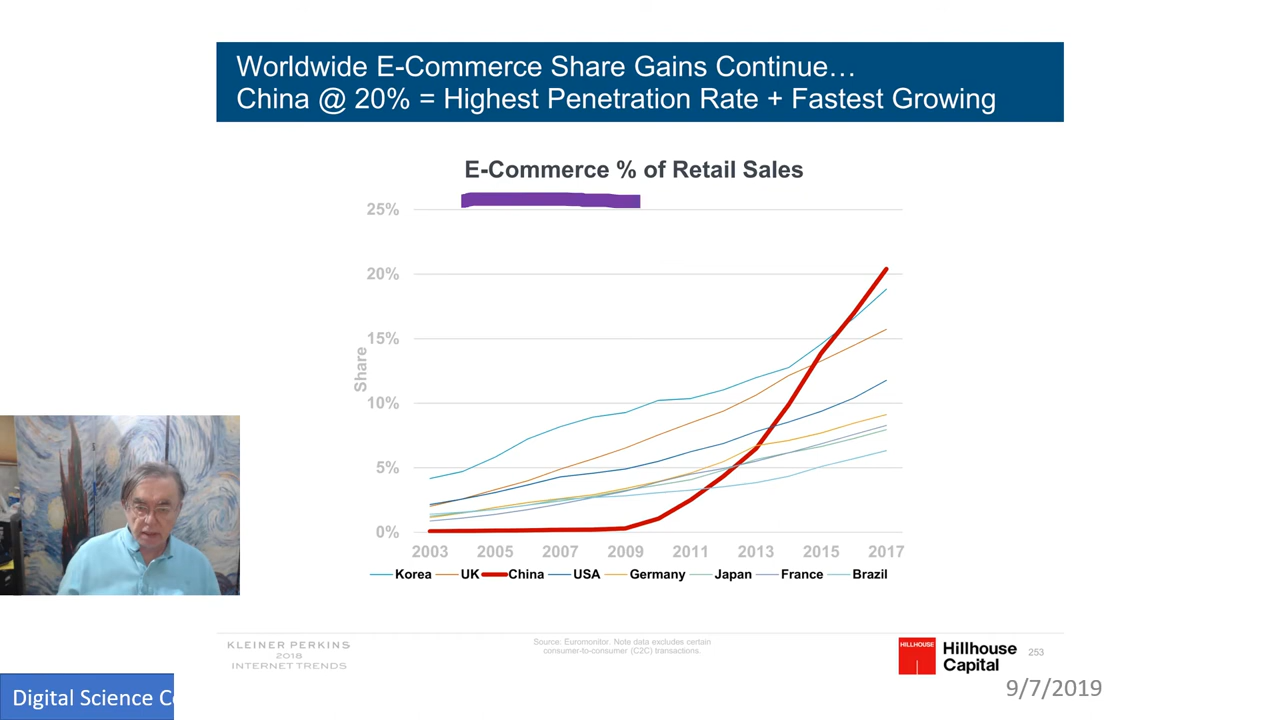 Worldwide E-Commerce Share Gains Continue…
China @ 20% = Highest Penetration Rate + Fastest Growing
E-Commerce % of Retail Sales
25%
20%
15%
10%
5%
0%
Share
2003 2005 2007 2009 2011 2013 2015 2017
Korea UK China USA Germany Japan France Brazil
KLEINER PERKINS
2018
INTERNET TRENDS
Source: Euromonitor. Note data excludes certain
consumer-to-consumer (C2C) transactions.
HILLHOUSE
Hillhouse
Capital
253
9/7/2019
Digital Science